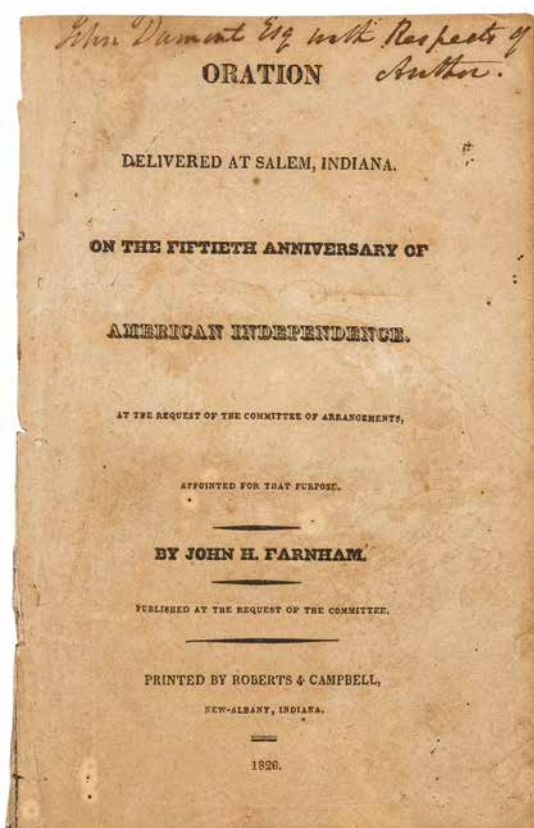 John Dumont Esq with Respects of
Author.
ORATION
DELIVERED AT SALEM, INDIANA.
ON THE FIFTIETH ANNIVERSARY OF
AMERICAN INDEPENDENCE.
AT THE REQUEST OF THE COMMITTEE OF ARRANGEMENTS,
APPOINTED FOR THAT PURPOSE.
BY JOHN H. FARNHAM.
PUBLISHED AT THE REQUEST OF THE COMMITTEE.
PRINTED BY ROBERTS & CAMPBELL,
NEW-ALBANY, INDIANA.
1826.